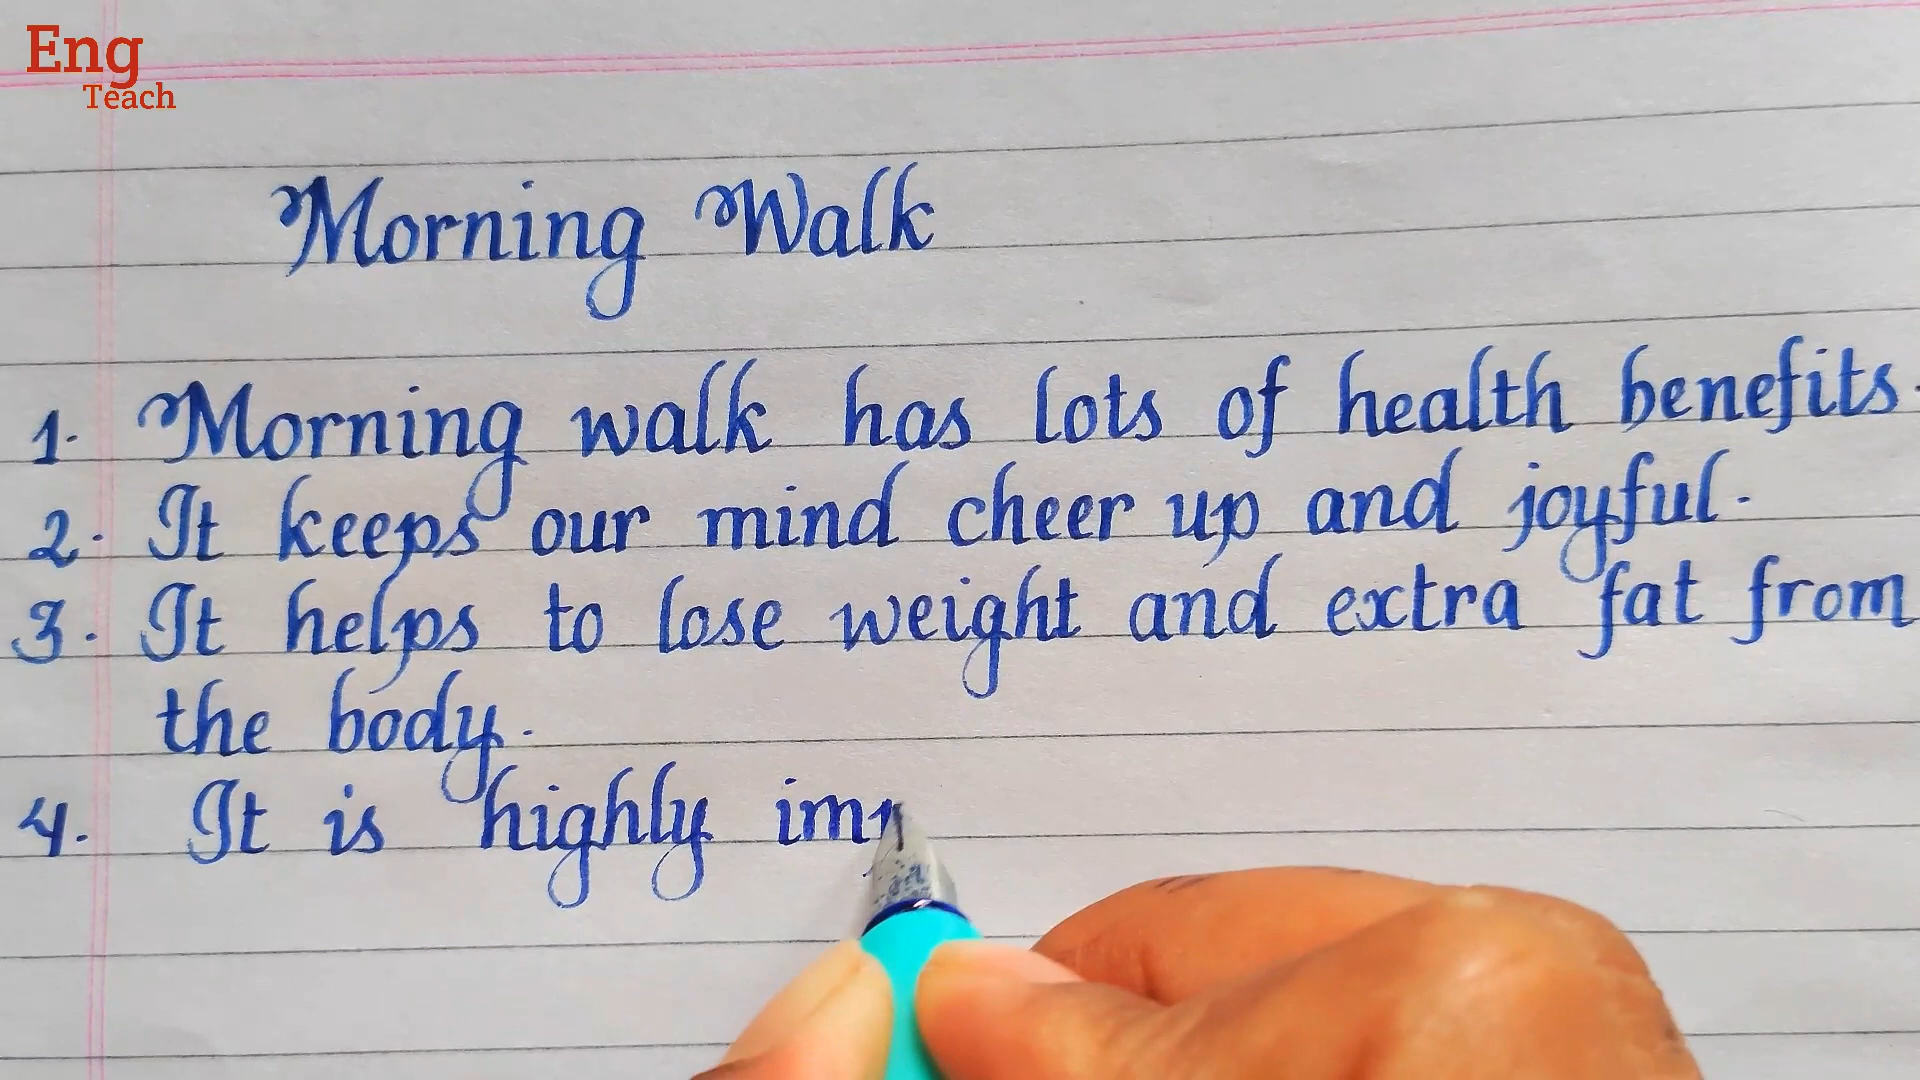 Eng
Teach
Morning Walk
1. Morning walk has lots of health benefits.
2. It keeps our mind cheer up and joyful.
3. It helps to lose weight and extra fat from
the body.
4. It is highly